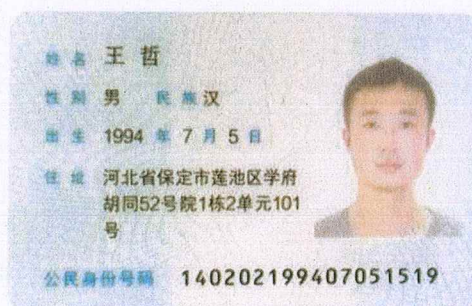 姓名 王哲
性别 男 民族 汉
出生 1994 年 7 月 5 日
住址 河北省保定市莲池区学府
胡同52号院1栋2单元101
号
公民身份号码 140202199407051519